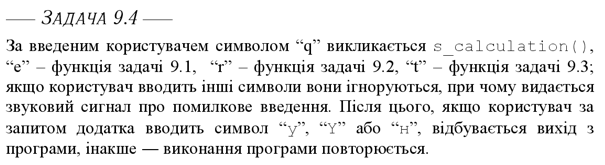 ЗАДАЧА 9.4
За введеним користувачем символом “q” викликається s_calculation(),
“e” – функція задачі 9.1, “r” – функція задачі 9.2, “t” – функція задачі 9.3;
якщо користувач вводить інші символи вони ігноруються, при чому видається
звуковий сигнал про помилкове введення. Після цього, якщо користувач за
запитом додатка вводить символ “y”, “Y” або “н”, відбувається вихід з
програми, інакше — виконання програми повторюється.